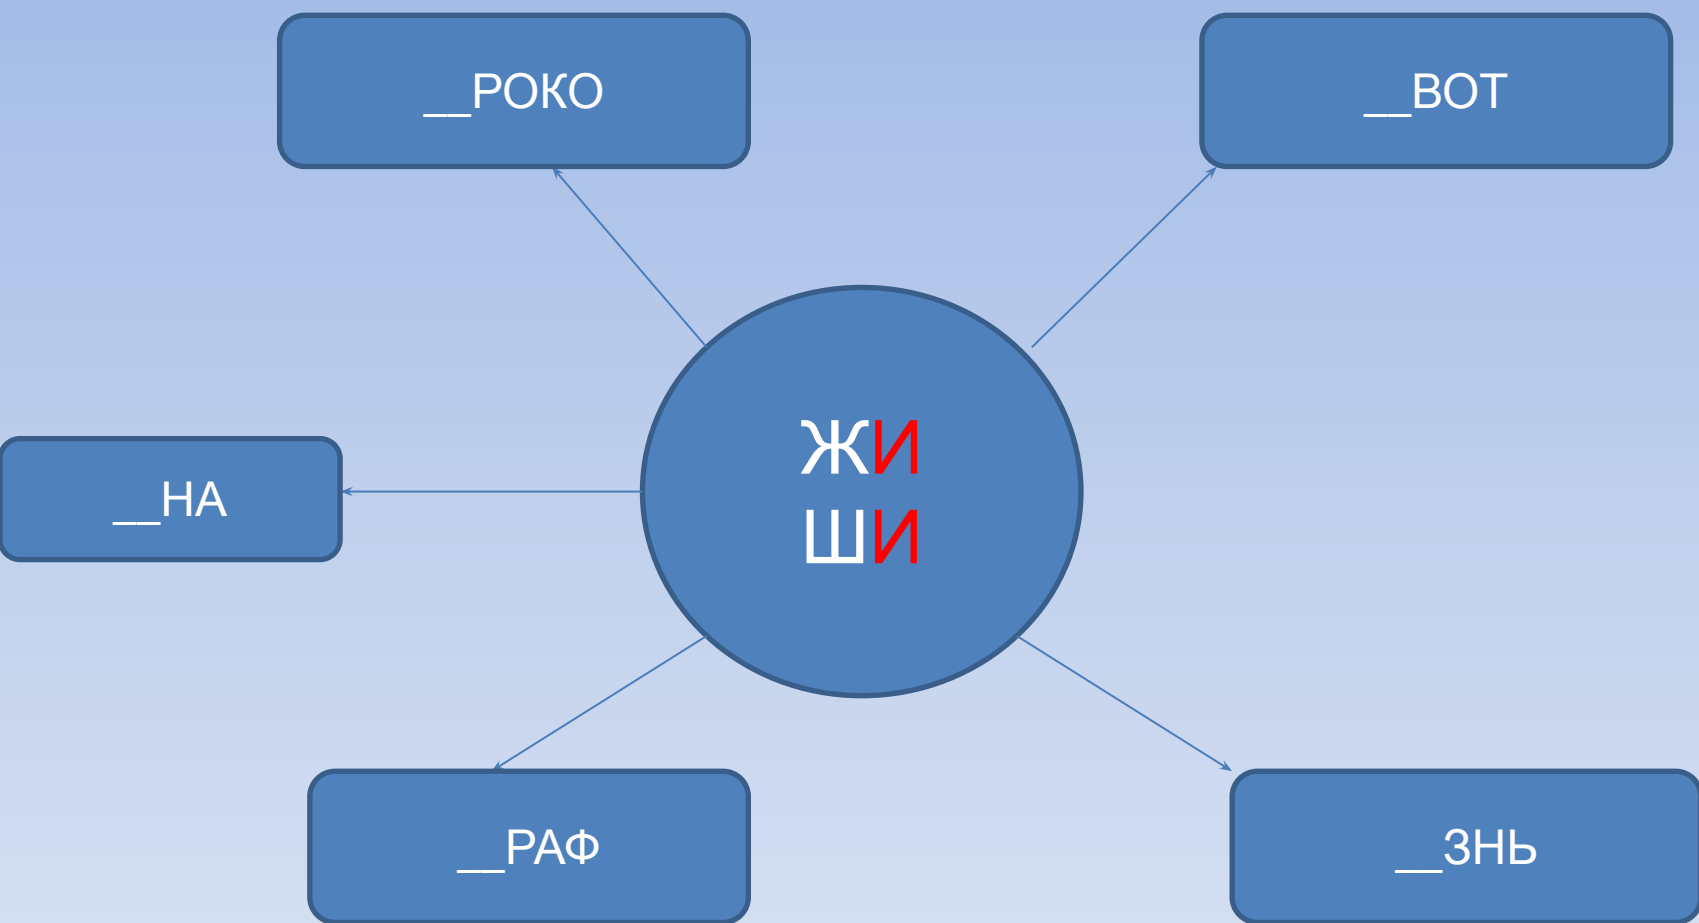 __РОКО
__ВОТ
ЖИ
ШИ
__НА
__РАФ
__ЗНЬ